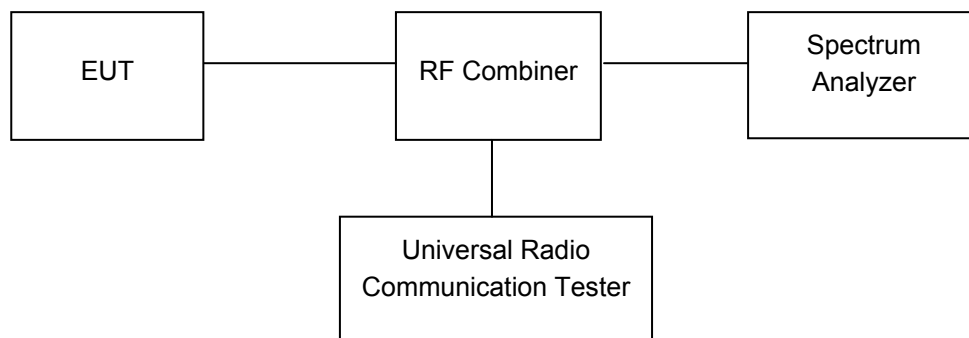 EUT
RF Combiner
Spectrum
Analyzer
Universal Radio
Communication Tester